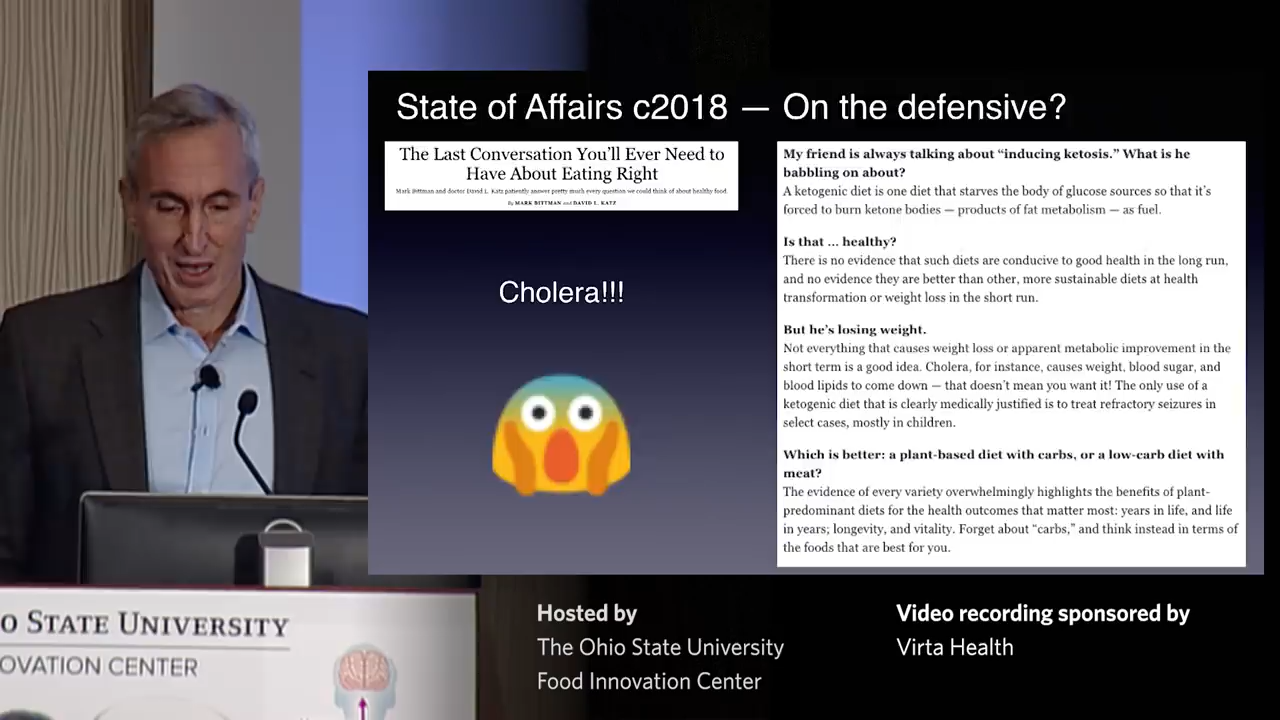 State of Affairs c2018 — On the defensive?
The Last Conversation You'll Ever Need to
Have About Eating Right
Mark Bittman and doctor David L. Katz patiently answer pretty much every question we could think of about healthy food.
By MARK BITTMAN and DAVID L. KATZ
Cholera!!!
My friend is always talking about “inducing ketosis.” What is he
babbling on about?
A ketogenic diet is one diet that starves the body of glucose sources so that it's
forced to burn ketone bodies — products of fat metabolism — as fuel.
Is that ... healthy?
There is no evidence that such diets are conducive to good health in the long run,
and no evidence they are better than other, more sustainable diets at health
transformation or weight loss in the short run.
But he's losing weight.
Not everything that causes weight loss or apparent metabolic improvement in the
short term is a good idea. Cholera, for instance, causes weight, blood sugar, and
blood lipids to come down — that doesn't mean you want it! The only use of a
ketogenic diet that is clearly medically justified is to treat refractory seizures in
select cases, mostly in children.
Which is better: a plant-based diet with carbs, or a low-carb diet with
meat?
The evidence of every variety overwhelmingly highlights the benefits of plant-
predominant diets for the health outcomes that matter most: years in life, and life
in years; longevity, and vitality. Forget about “carbs,” and think instead in terms of
the foods that are best for you.
O STATE UNIVERSITY
OVATION CENTER
Hosted by
The Ohio State University
Food Innovation Center
Video recording sponsored by
Virta Health